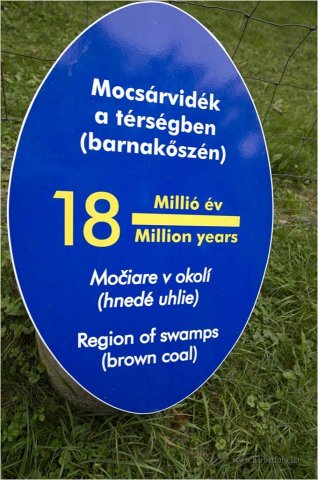 Mocsárvidék
a térségben
(barnakőszén)
18 Millió év
Million years
Močiare v okolí
(hnedé uhlie)
Region of swamps
(brown coal)